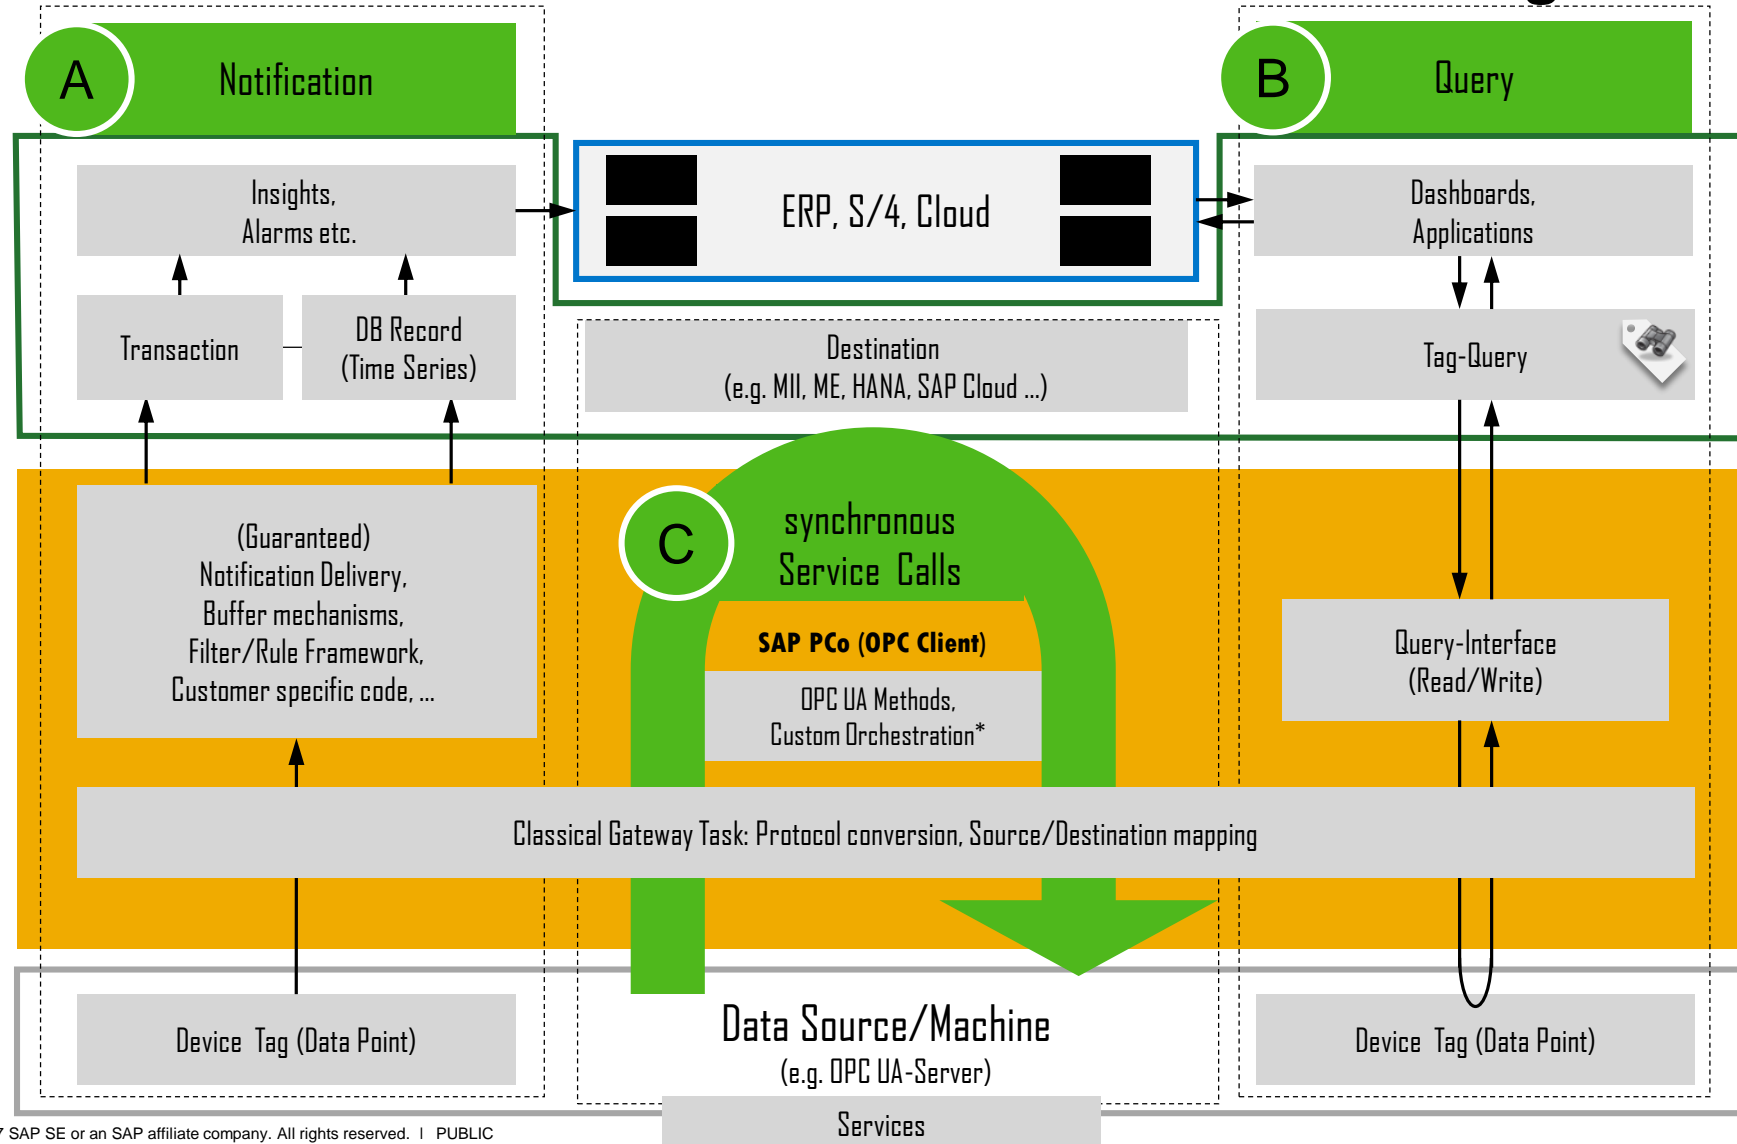 A
Notification
B
Query
Insights,
Alarms etc.
ERP, S/4, Cloud
Dashboards,
Applications
Transaction
DB Record
(Time Series)
Destination
(e.g. MII, ME, HANA, SAP Cloud ...)
Tag-Query
(Guaranteed)
Notification Delivery,
Buffer mechanisms,
Filter/Rule Framework,
Customer specific code, ...
C
synchronous
Service Calls
SAP PCo (OPC Client)
OPC UA Methods,
Custom Orchestration*
Query-Interface
(Read/Write)
Classical Gateway Task: Protocol conversion, Source/Destination mapping
Device Tag (Data Point)
Data Source/Machine
(e.g. OPC UA-Server)
Device Tag (Data Point)
Services
7 SAP SE or an SAP affiliate company. All rights reserved. | PUBLIC